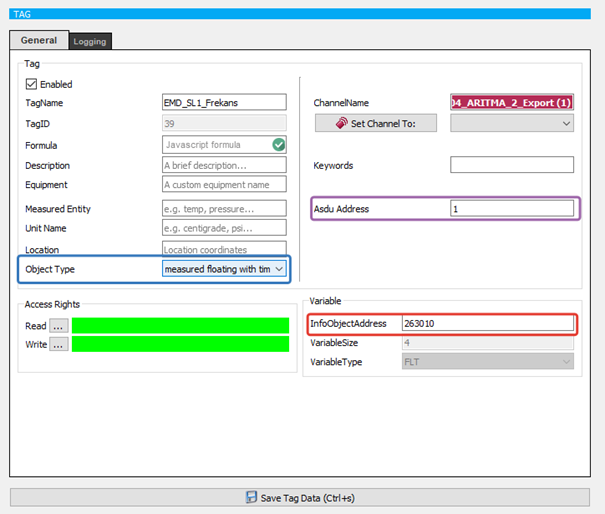 TAG
General
Logging
Tag
Enabled
TagName
EMD_SL1_Frekans
TagID
39
Formula
Javascript formula
Description
A brief description...
Equipment
A custom equipment name
Measured Entity
e.g. temp, pressure...
Unit Name
e.g. centigrade, psi...
Location
Location coordinates
Object Type
measured floating with tim
ChannelName
04_ARITMA_2_Export (1)
Set Channel To:
Keywords
Asdu Address
1
Access Rights
Read
...
Write
...
Variable
InfoObjectAddress
263010
VariableSize
4
VariableType
FLT
Save Tag Data (Ctrl+s)